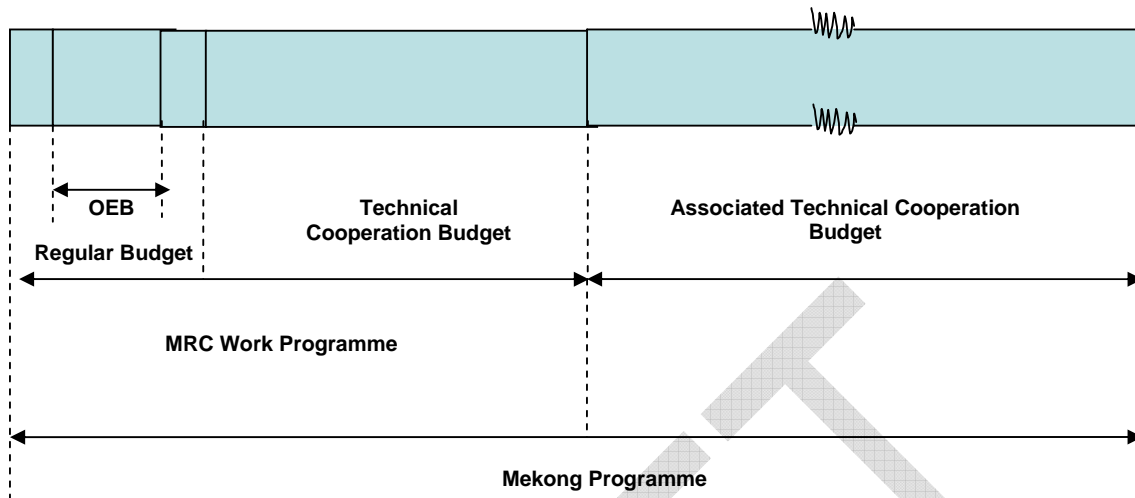 OEB
Technical
Cooperation Budget
Associated Technical Cooperation
Budget
Regular Budget
MRC Work Programme
Mekong Programme